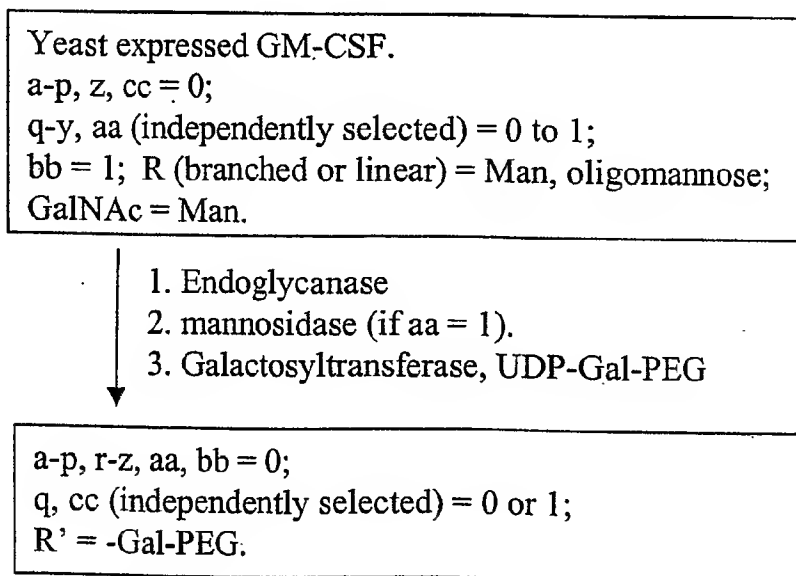 Yeast expressed GM-CSF.
a-p, z, cc = 0;
q-y, aa (independently selected) = 0 to 1;
bb = 1; R (branched or linear) = Man, oligomannose;
GalNAc = Man.
1. Endoglycanase
2. mannosidase (if aa = 1).
3. Galactosyltransferase, UDP-Gal-PEG
a-p, r-z, aa, bb = 0;
q, cc (independently selected) = 0 or 1;
R' = -Gal-PEG.